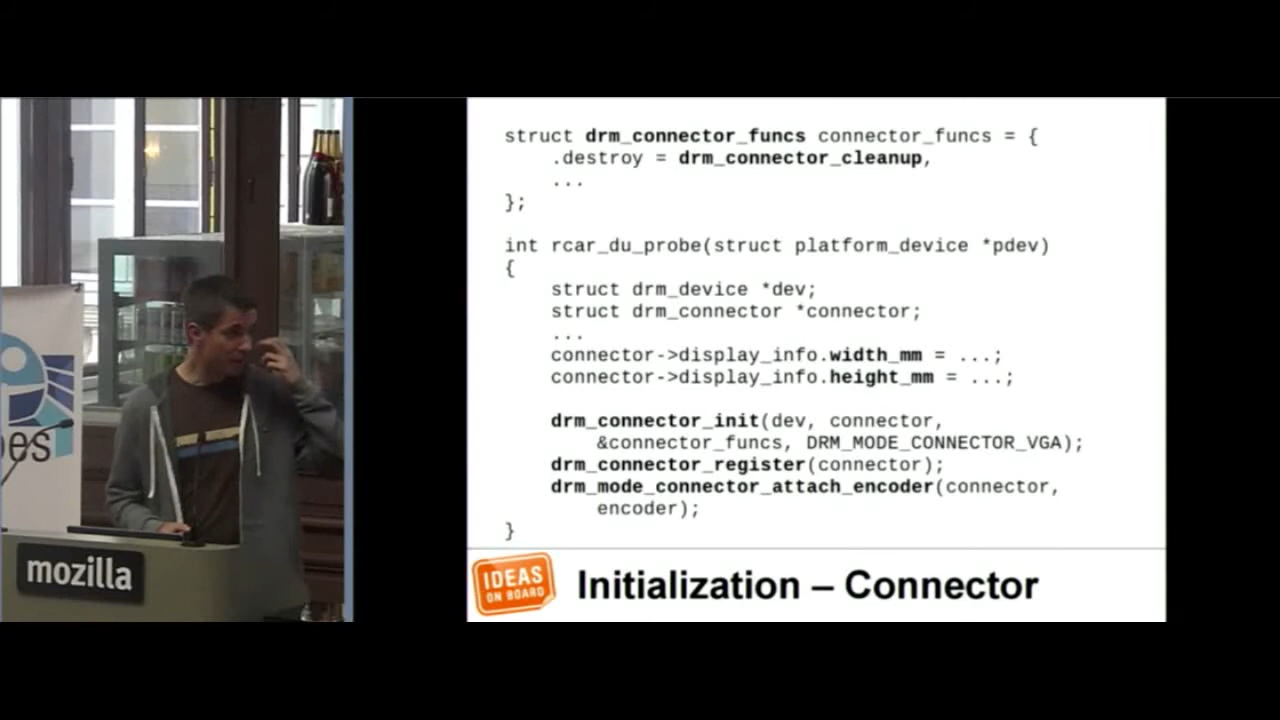 struct drm_connector_funcs connector_funcs = {
    .destroy = drm_connector_cleanup,
    ...
};
int rcar_du_probe(struct platform_device *pdev)
{
    struct drm_device *dev;
    struct drm_connector *connector;
    ...
    connector->display_info.width_mm = ...;
    connector->display_info.height_mm = ...;
    drm_connector_init(dev, connector,
        &connector_funcs, DRM_MODE_CONNECTOR_VGA);
    drm_connector_register(connector);
    drm_mode_connector_attach_encoder(connector,
        encoder);
}
IDEAS
ON BOARD
Initialization – Connector
mozilla